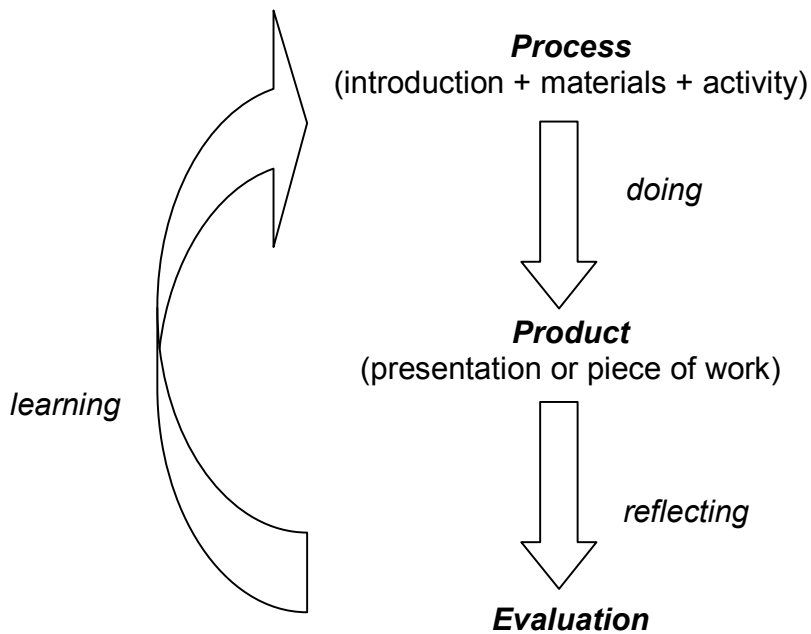 Process
(introduction + materials + activity)
doing
Product
(presentation or piece of work)
learning
reflecting
Evaluation